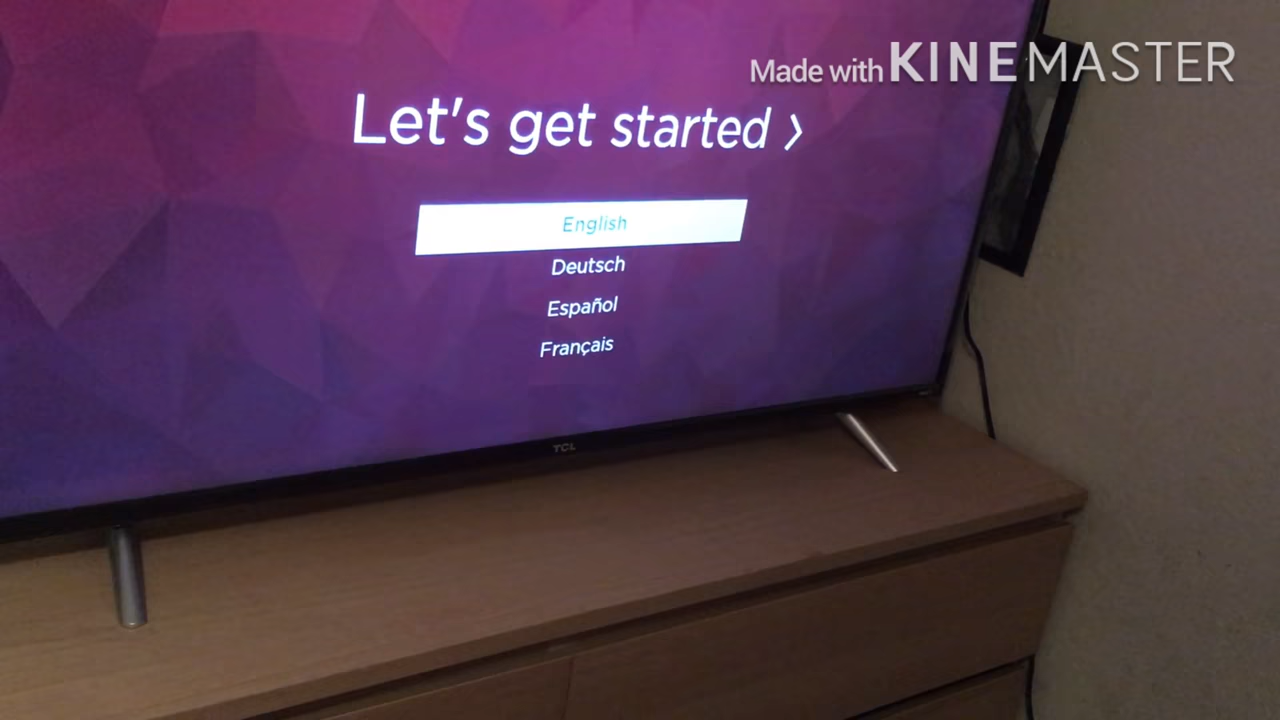 Made with KINEMASTER
Let's get started >
English
Deutsch
Español
Français
TCL